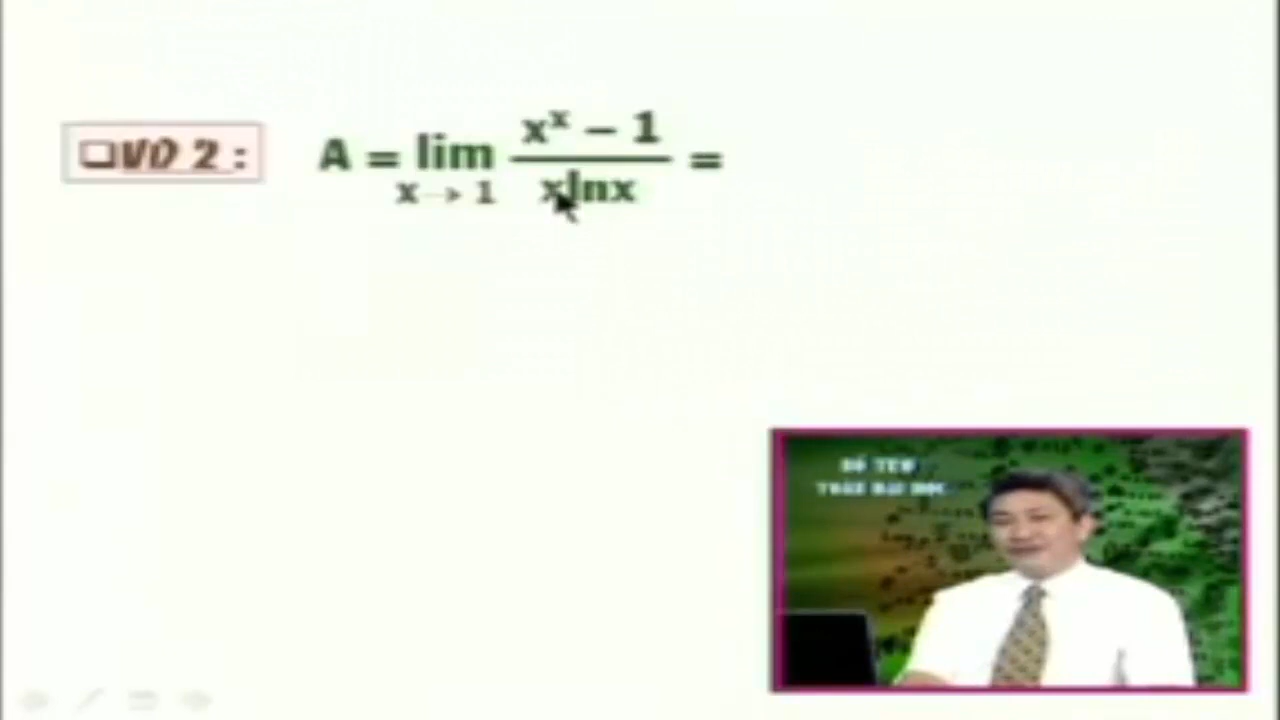 ❑VD 2 :
A = lim x → 1 (x^x − 1)/(x ln x) =